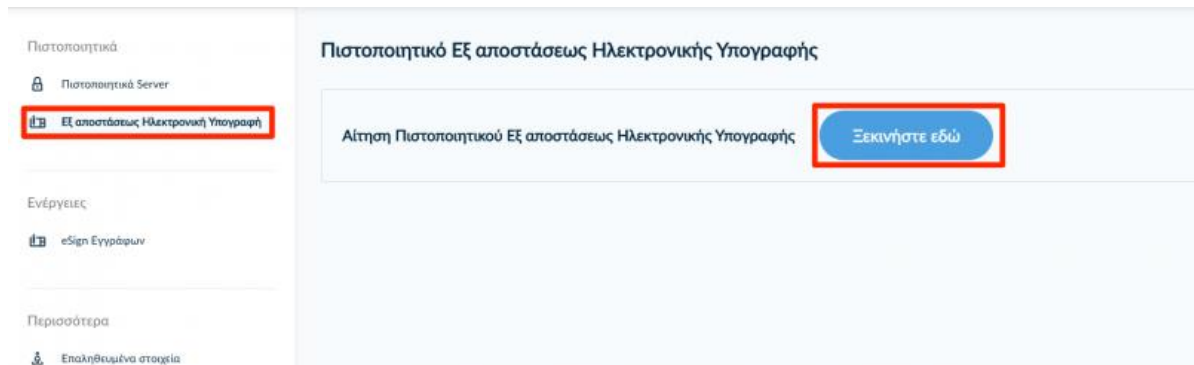 Πιστοποιητικά
Πιστοποιητικά Server
Εξ αποστάσεως Ηλεκτρονική Υπογραφή
Ενέργειες
eSign Εγγράφων
Περισσότερα
Επαληθευμένα στοιχεία
Πιστοποιητικό Εξ αποστάσεως Ηλεκτρονικής Υπογραφής
Αίτηση Πιστοποιητικού Εξ αποστάσεως Ηλεκτρονικής Υπογραφής
Ξεκινήστε εδώ